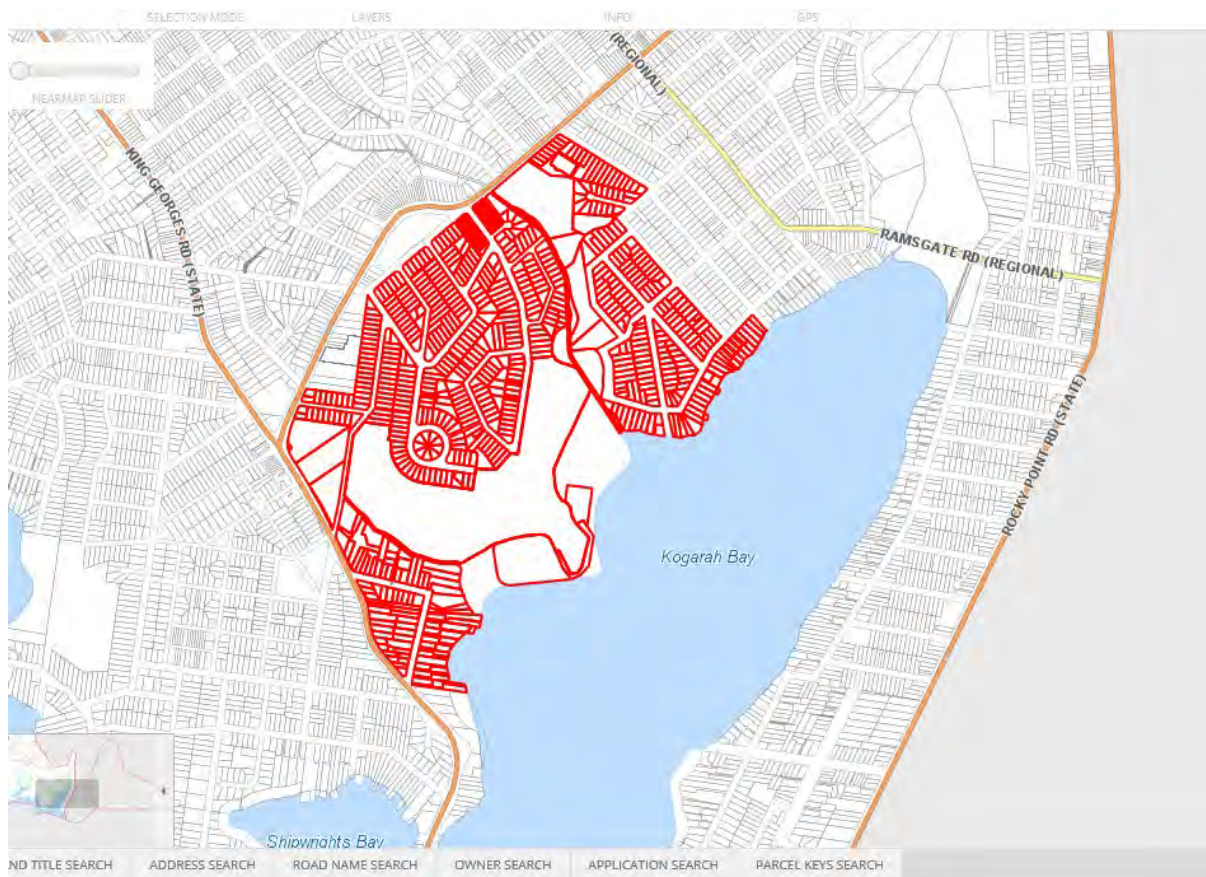 SELECTION MODE
LAYERS
INFO
GPS
NEARMAP SLIDER
(REGIONAL)
KING GEORGES RD (STATE)
RAMSGATE RD (REGIONAL)
ROCKY POINT RD (STATE)
Kogarah Bay
Shipwrights Bay
ND TITLE SEARCH
ADDRESS SEARCH
ROAD NAME SEARCH
OWNER SEARCH
APPLICATION SEARCH
PARCEL KEYS SEARCH